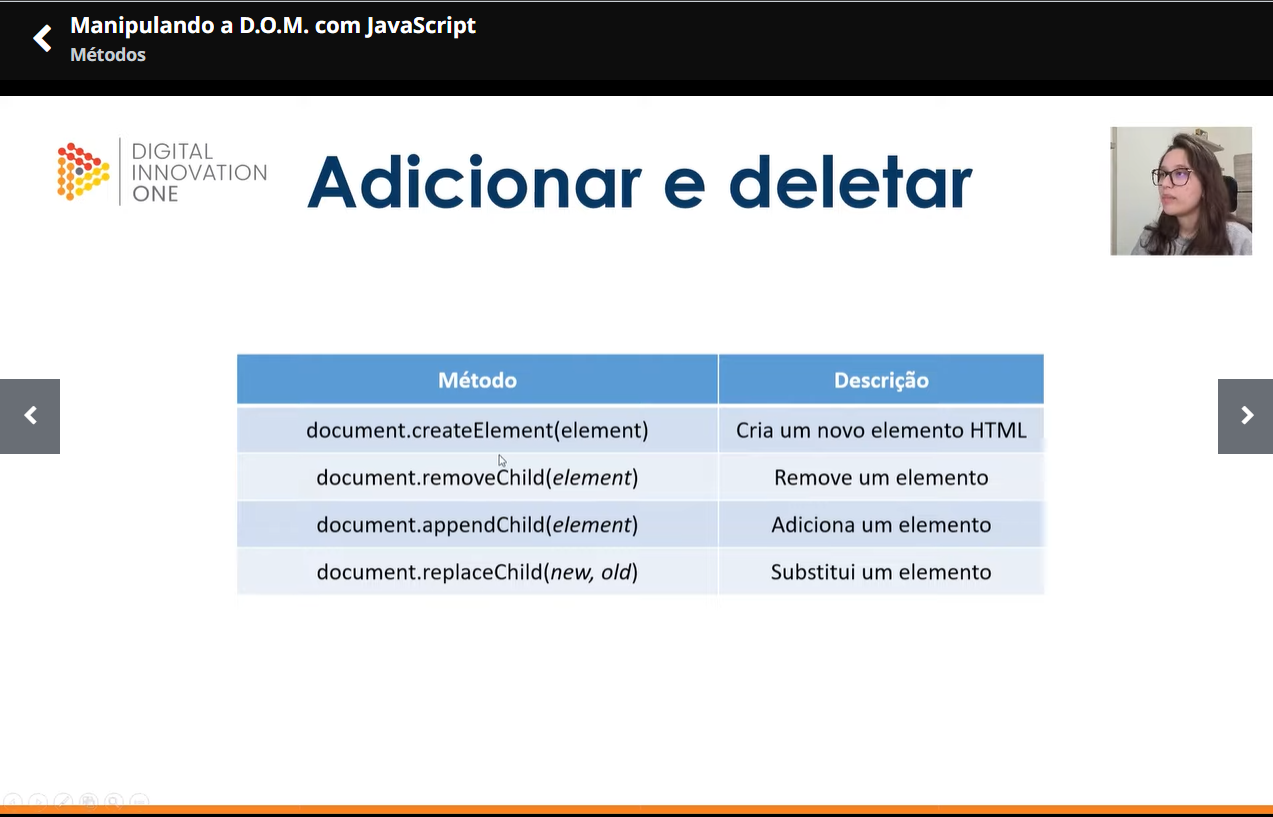 Manipulando a D.O.M. com JavaScript
Métodos
DIGITAL
INNOVATION
ONE
Adicionar e deletar
Método Descrição
document.createElement(element) Cria um novo elemento HTML
document.removeChild(element) Remove um elemento
document.appendChild(element) Adiciona um elemento
document.replaceChild(new, old) Substitui um elemento